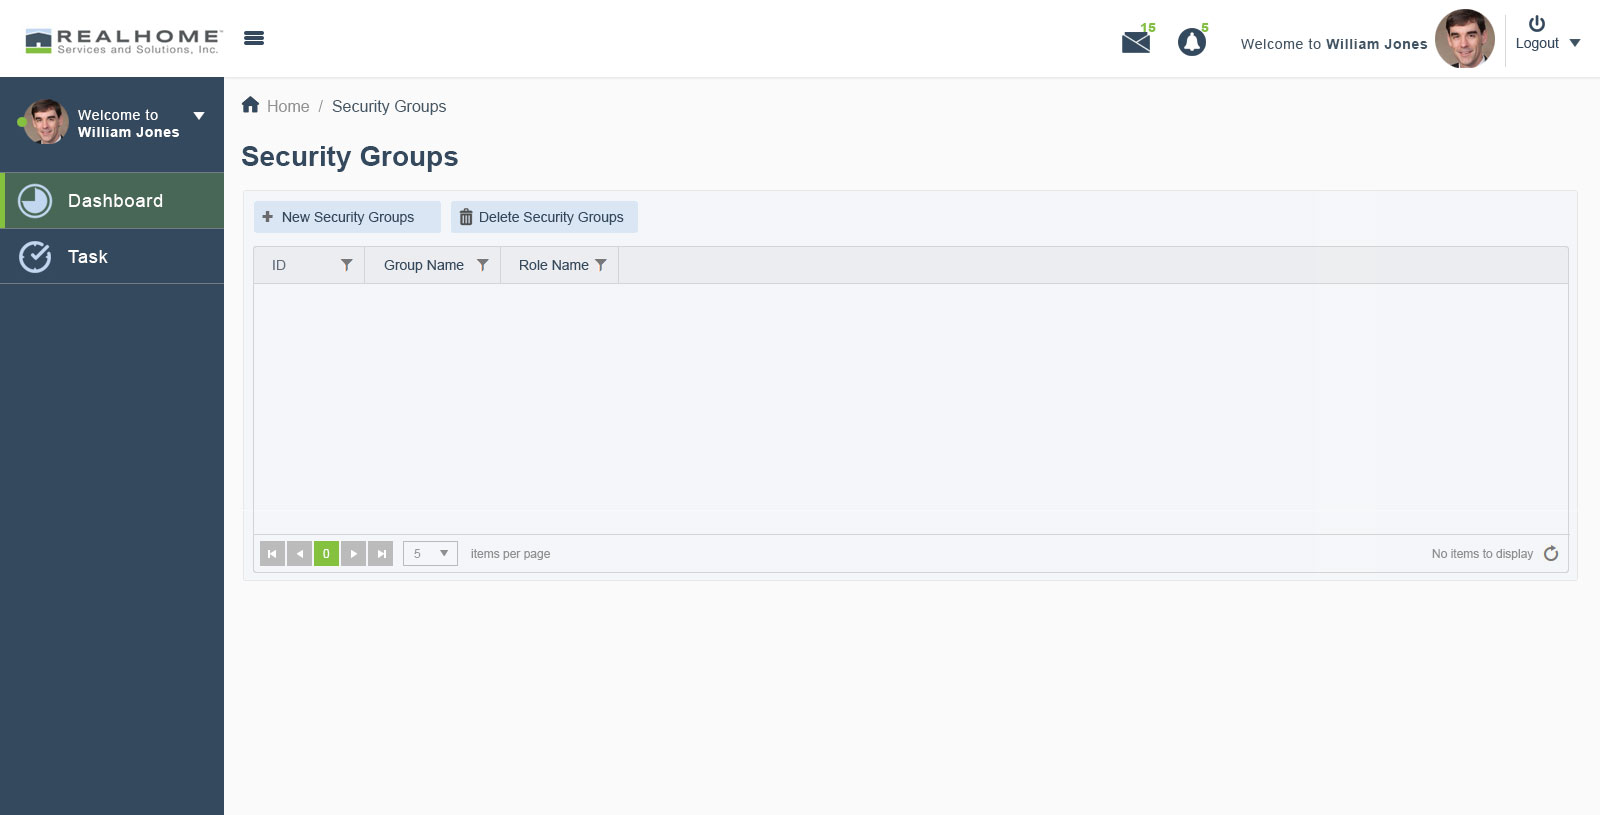 REALHOME
Services and Solutions, Inc.
15
5
Welcome to William Jones
Logout
Welcome to
William Jones
Dashboard
Task
Home / Security Groups
Security Groups
New Security Groups
Delete Security Groups
ID
Group Name
Role Name
0
5
items per page
No items to display